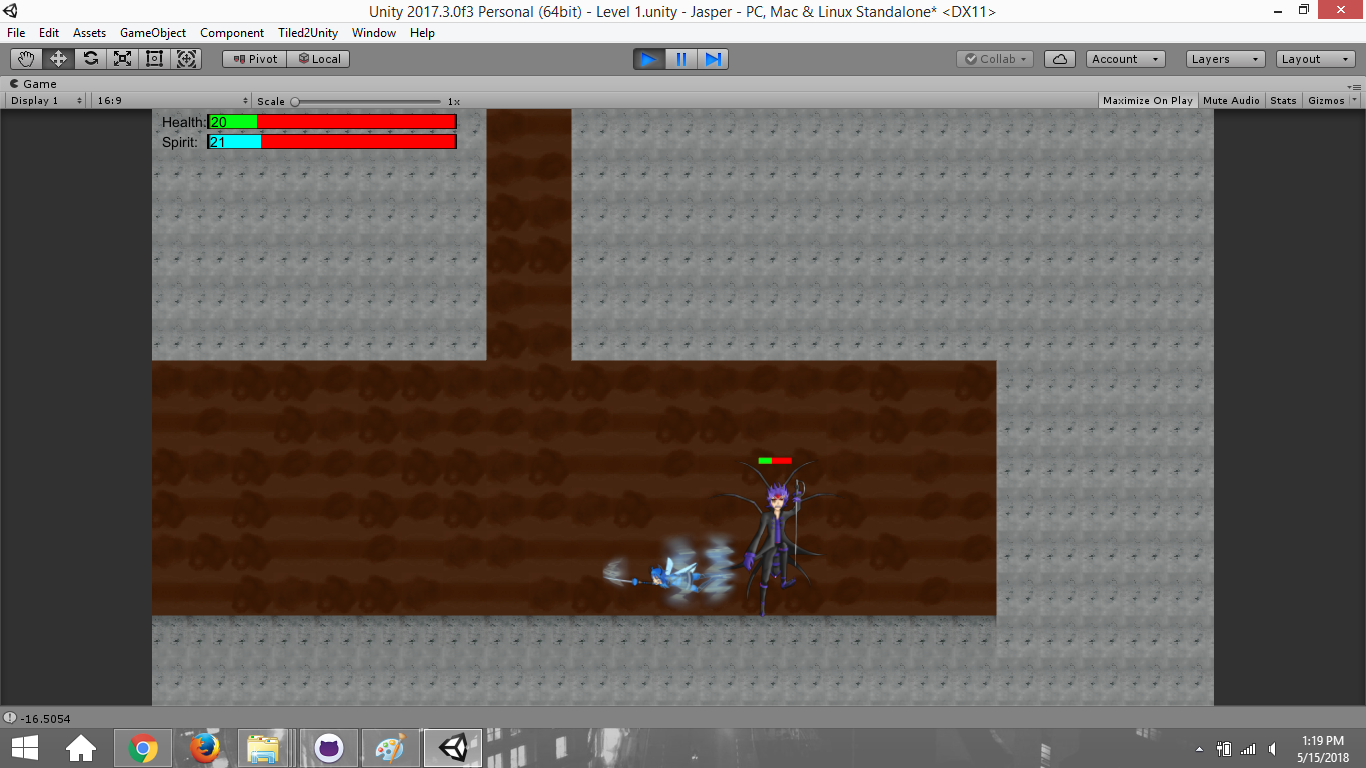 Unity 2017.3.0f3 Personal (64bit) - Level 1.unity - Jasper - PC, Mac & Linux Standalone* <DX11>
File Edit Assets GameObject Component Tiled2Unity Window Help
Pivot Local Collab Account Layers Layout
Game
Display 1 16:9 Scale 1x Maximize On Play Mute Audio Stats Gizmos
Health: 20
Spirit: 21
-16.5054
1:19 PM
5/15/2018